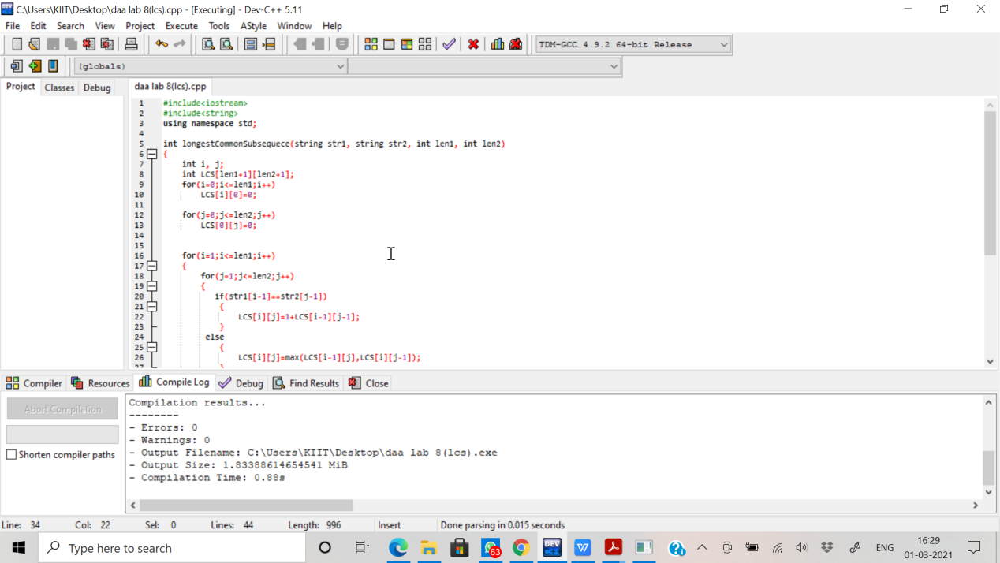 C:\Users\KIIT\Desktop\daa lab 8(lcs).cpp - [Executing] - Dev-C++ 5.11
File Edit Search View Project Execute Tools AStyle Window Help
TDM-GCC 4.9.2 64-bit Release
(globals)
Project Classes Debug daa lab 8(lcs).cpp
1 #include<iostream>
2 #include<string>
3 using namespace std;
4
5 int longestCommonSubsequece(string str1, string str2, int len1, int len2)
6 {
7 int i, j;
8 int LCS[len1+1][len2+1];
9 for(i=0;i<=len1;i++)
10 LCS[i][0]=0;
11
12 for(j=0;j<=len2;j++)
13 LCS[0][j]=0;
14
15
16 for(i=1;i<=len1;i++)
17 {
18 for(j=1;j<=len2;j++)
19 {
20 if(str1[i-1]==str2[j-1])
21 {
22 LCS[i][j]=1+LCS[i-1][j-1];
23 }
24 else
25 {
26 LCS[i][j]=max(LCS[i-1][j],LCS[i][j-1]);
27 }
Compiler Resources Compile Log Debug Find Results Close
Abort Compilation
Shorten compiler paths
Compilation results...
--------
- Errors: 0
- Warnings: 0
- Output Filename: C:\Users\KIIT\Desktop\daa lab 8(lcs).exe
- Output Size: 1.83388614654541 MiB
- Compilation Time: 0.88s
Line: 34 Col: 22 Sel: 0 Lines: 44 Length: 996 Insert Done parsing in 0.015 seconds
Type here to search
63
DEV
W
ENG
16:29
01-03-2021